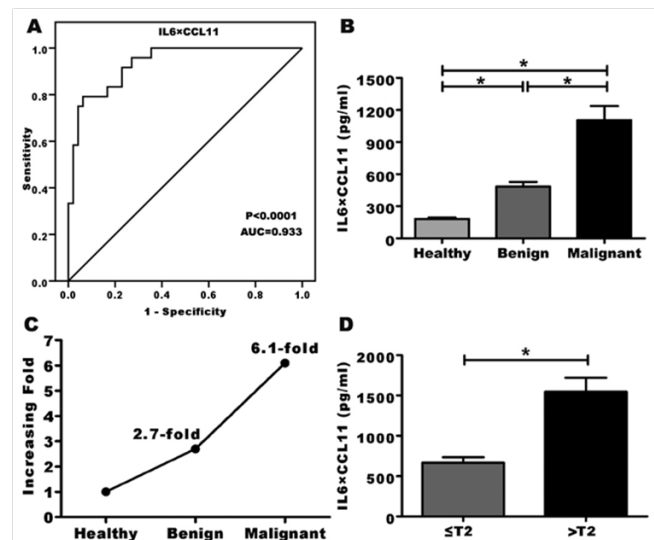 A
IL6×CCL11
1.0
0.8
0.6
0.4
0.2
0.0
Sensitivity
P<0.0001
AUC=0.933
0.0 0.2 0.4 0.6 0.8 1.0
1 - Specificity
B
* 
* *
1500
1200
900
600
300
0
IL6×CCL11 (pg/ml)
Healthy Benign Malignant
C
7
6
5
4
3
2
1
0
Increasing Fold
6.1-fold
2.7-fold
Healthy Benign Malignant
D
*
2000
1500
1000
500
0
IL6×CCL11 (pg/ml)
≤T2 >T2